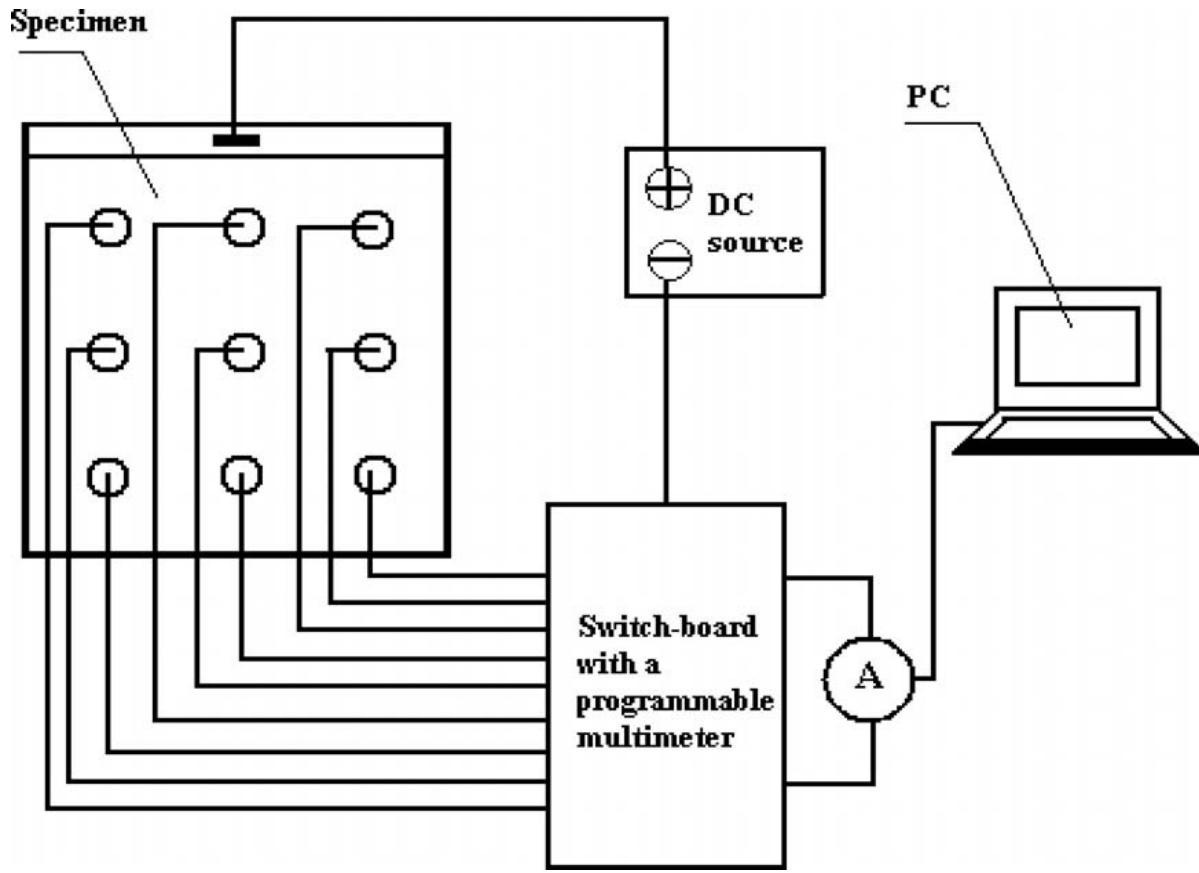 Specimen
PC
DC
source
Switch-board
with a
programmable
multimeter
A